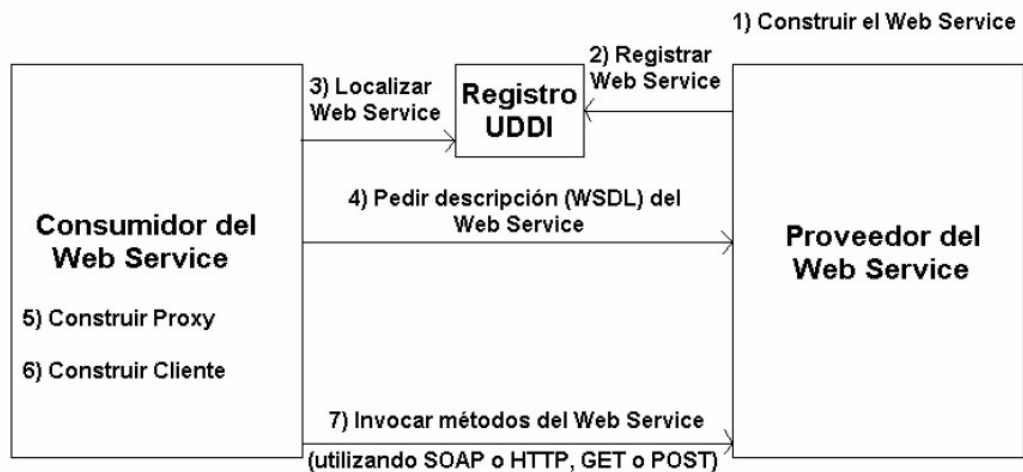 1) Construir el Web Service
2) Registrar
Web Service
3) Localizar
Web Service
Registro
UDDI
4) Pedir descripción (WSDL) del
Web Service
Consumidor del
Web Service
Proveedor del
Web Service
5) Construir Proxy
6) Construir Cliente
7) Invocar métodos del Web Service
(utilizando SOAP o HTTP, GET o POST)